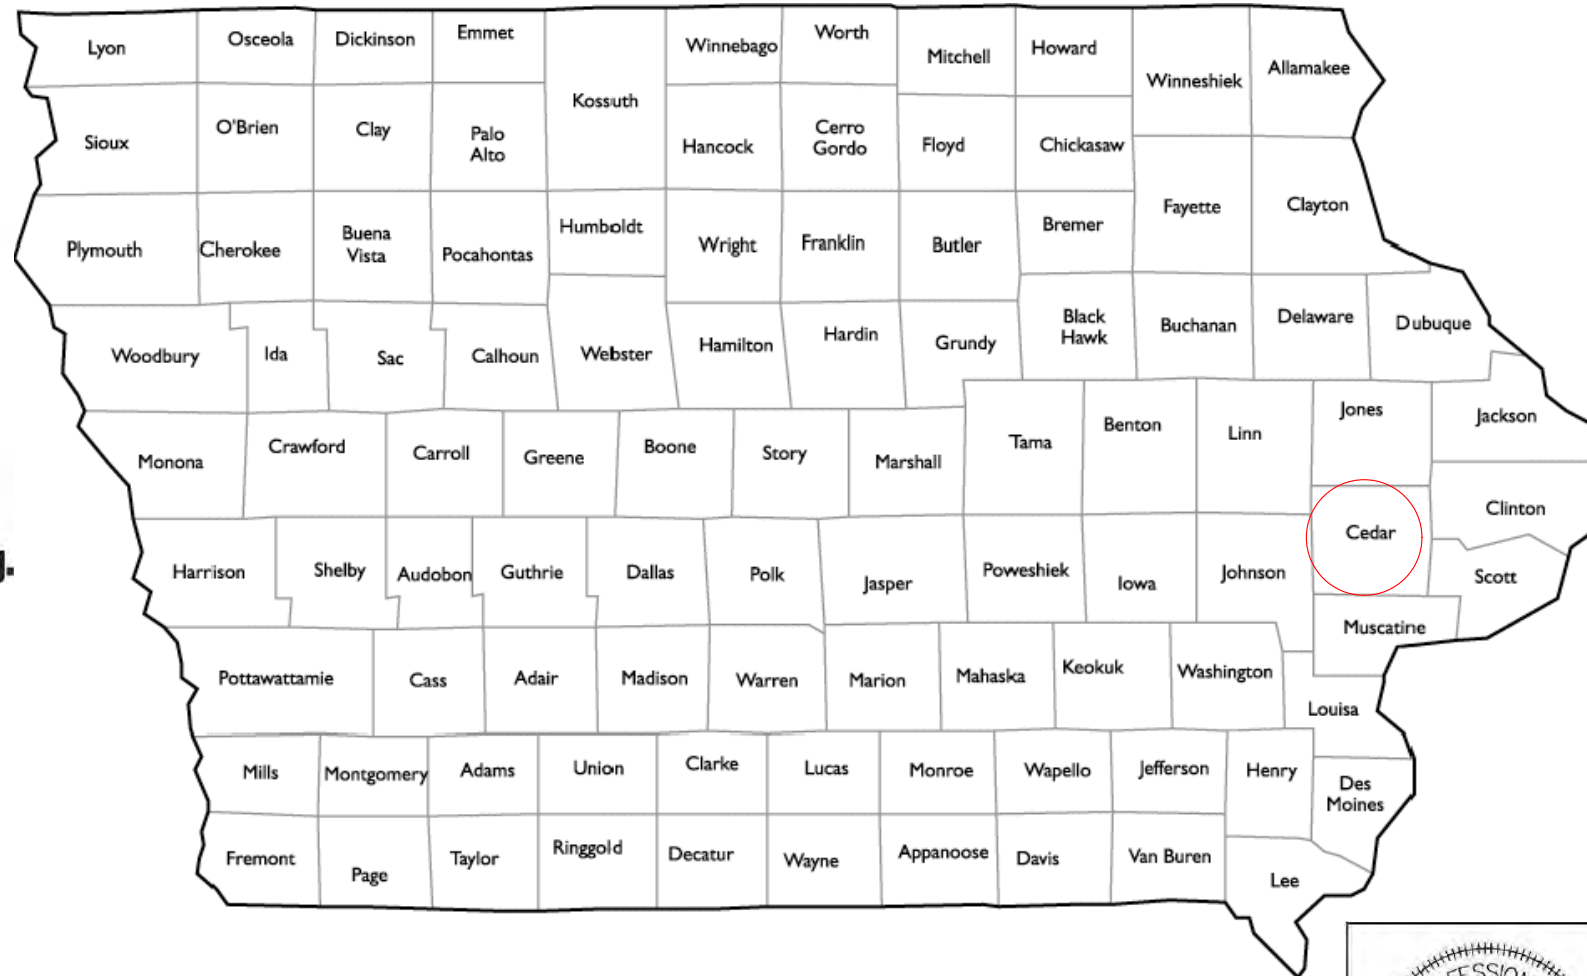 Lyon
Osceola
Dickinson
Emmet
Kossuth
Winnebago
Worth
Mitchell
Howard
Winneshiek
Allamakee
Sioux
O'Brien
Clay
Palo
Alto
Hancock
Cerro
Gordo
Floyd
Chickasaw
Fayette
Clayton
Plymouth
Cherokee
Buena
Vista
Pocahontas
Humboldt
Wright
Franklin
Butler
Bremer
Woodbury
Ida
Sac
Calhoun
Webster
Hamilton
Hardin
Grundy
Black
Hawk
Buchanan
Delaware
Dubuque
Monona
Crawford
Carroll
Greene
Boone
Story
Marshall
Tama
Benton
Linn
Jones
Jackson
Clinton
Cedar
Harrison
Shelby
Audobon
Guthrie
Dallas
Polk
Jasper
Poweshiek
Iowa
Johnson
Scott
Muscatine
Pottawattamie
Cass
Adair
Madison
Warren
Marion
Mahaska
Keokuk
Washington
Louisa
Mills
Montgomery
Adams
Union
Clarke
Lucas
Monroe
Wapello
Jefferson
Henry
Des
Moines
Fremont
Page
Taylor
Ringgold
Decatur
Wayne
Appanoose
Davis
Van Buren
Lee